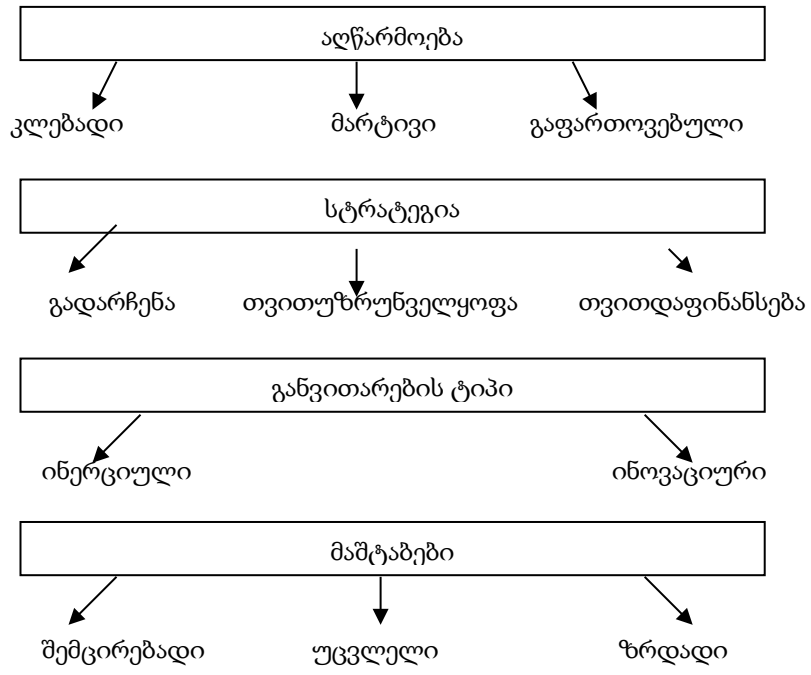 აღწარმოება
კლებადი მარტივი გაფართოვებული
სტრატეგია
გადარჩენა თვითუზრუნველყოფა თვითდაფინანსება
განვითარების ტიპი
ინერციული ინოვაციური
მაშტაბები
შემცირებადი უცვლელი ზრდადი